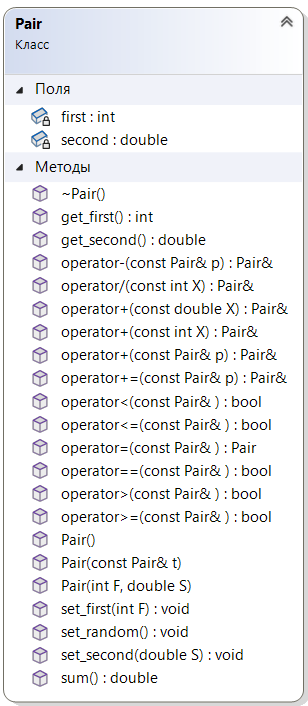 Pair
Класс
Поля
first : int
second : double
Методы
~Pair()
get_first() : int
get_second() : double
operator-(const Pair& p) : Pair&
operator/(const int X) : Pair&
operator+(const double X) : Pair&
operator+(const int X) : Pair&
operator+(const Pair& p) : Pair&
operator+=(const Pair& p) : Pair&
operator<(const Pair& ) : bool
operator<=(const Pair& ) : bool
operator=(const Pair& ) : Pair
operator==(const Pair& ) : bool
operator>(const Pair& ) : bool
operator>=(const Pair& ) : bool
Pair()
Pair(const Pair& t)
Pair(int F, double S)
set_first(int F) : void
set_random() : void
set_second(double S) : void
sum() : double